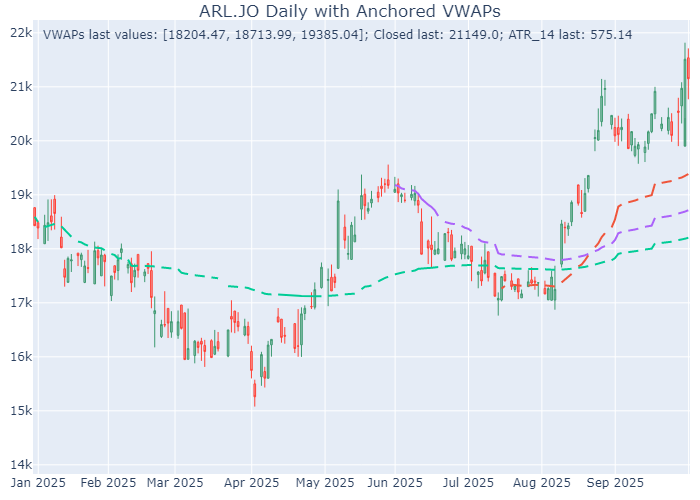 ARL.JO Daily with Anchored VWAPs
VWAPs last values: [18204.47, 18713.99, 19385.04]; Closed last: 21149.0; ATR_14 last: 575.14
22k
21k
20k
19k
18k
17k
16k
15k
14k
Jan 2025 Feb 2025 Mar 2025 Apr 2025 May 2025 Jun 2025 Jul 2025 Aug 2025 Sep 2025